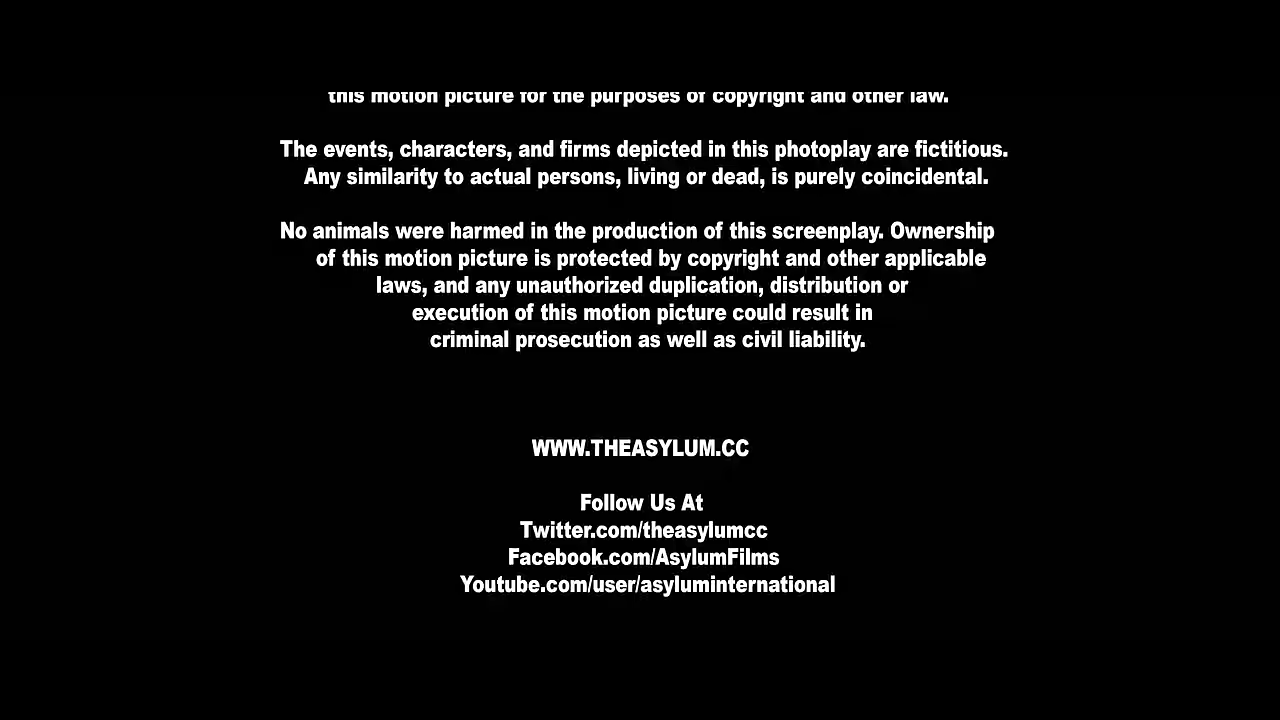 this motion picture for the purposes of copyright and other law.
The events, characters, and firms depicted in this photoplay are fictitious.
Any similarity to actual persons, living or dead, is purely coincidental.
No animals were harmed in the production of this screenplay. Ownership
of this motion picture is protected by copyright and other applicable
laws, and any unauthorized duplication, distribution or
execution of this motion picture could result in
criminal prosecution as well as civil liability.
WWW.THEASYLUM.CC
Follow Us At
Twitter.com/theasylumcc
Facebook.com/AsylumFilms
Youtube.com/user/asyluminternational